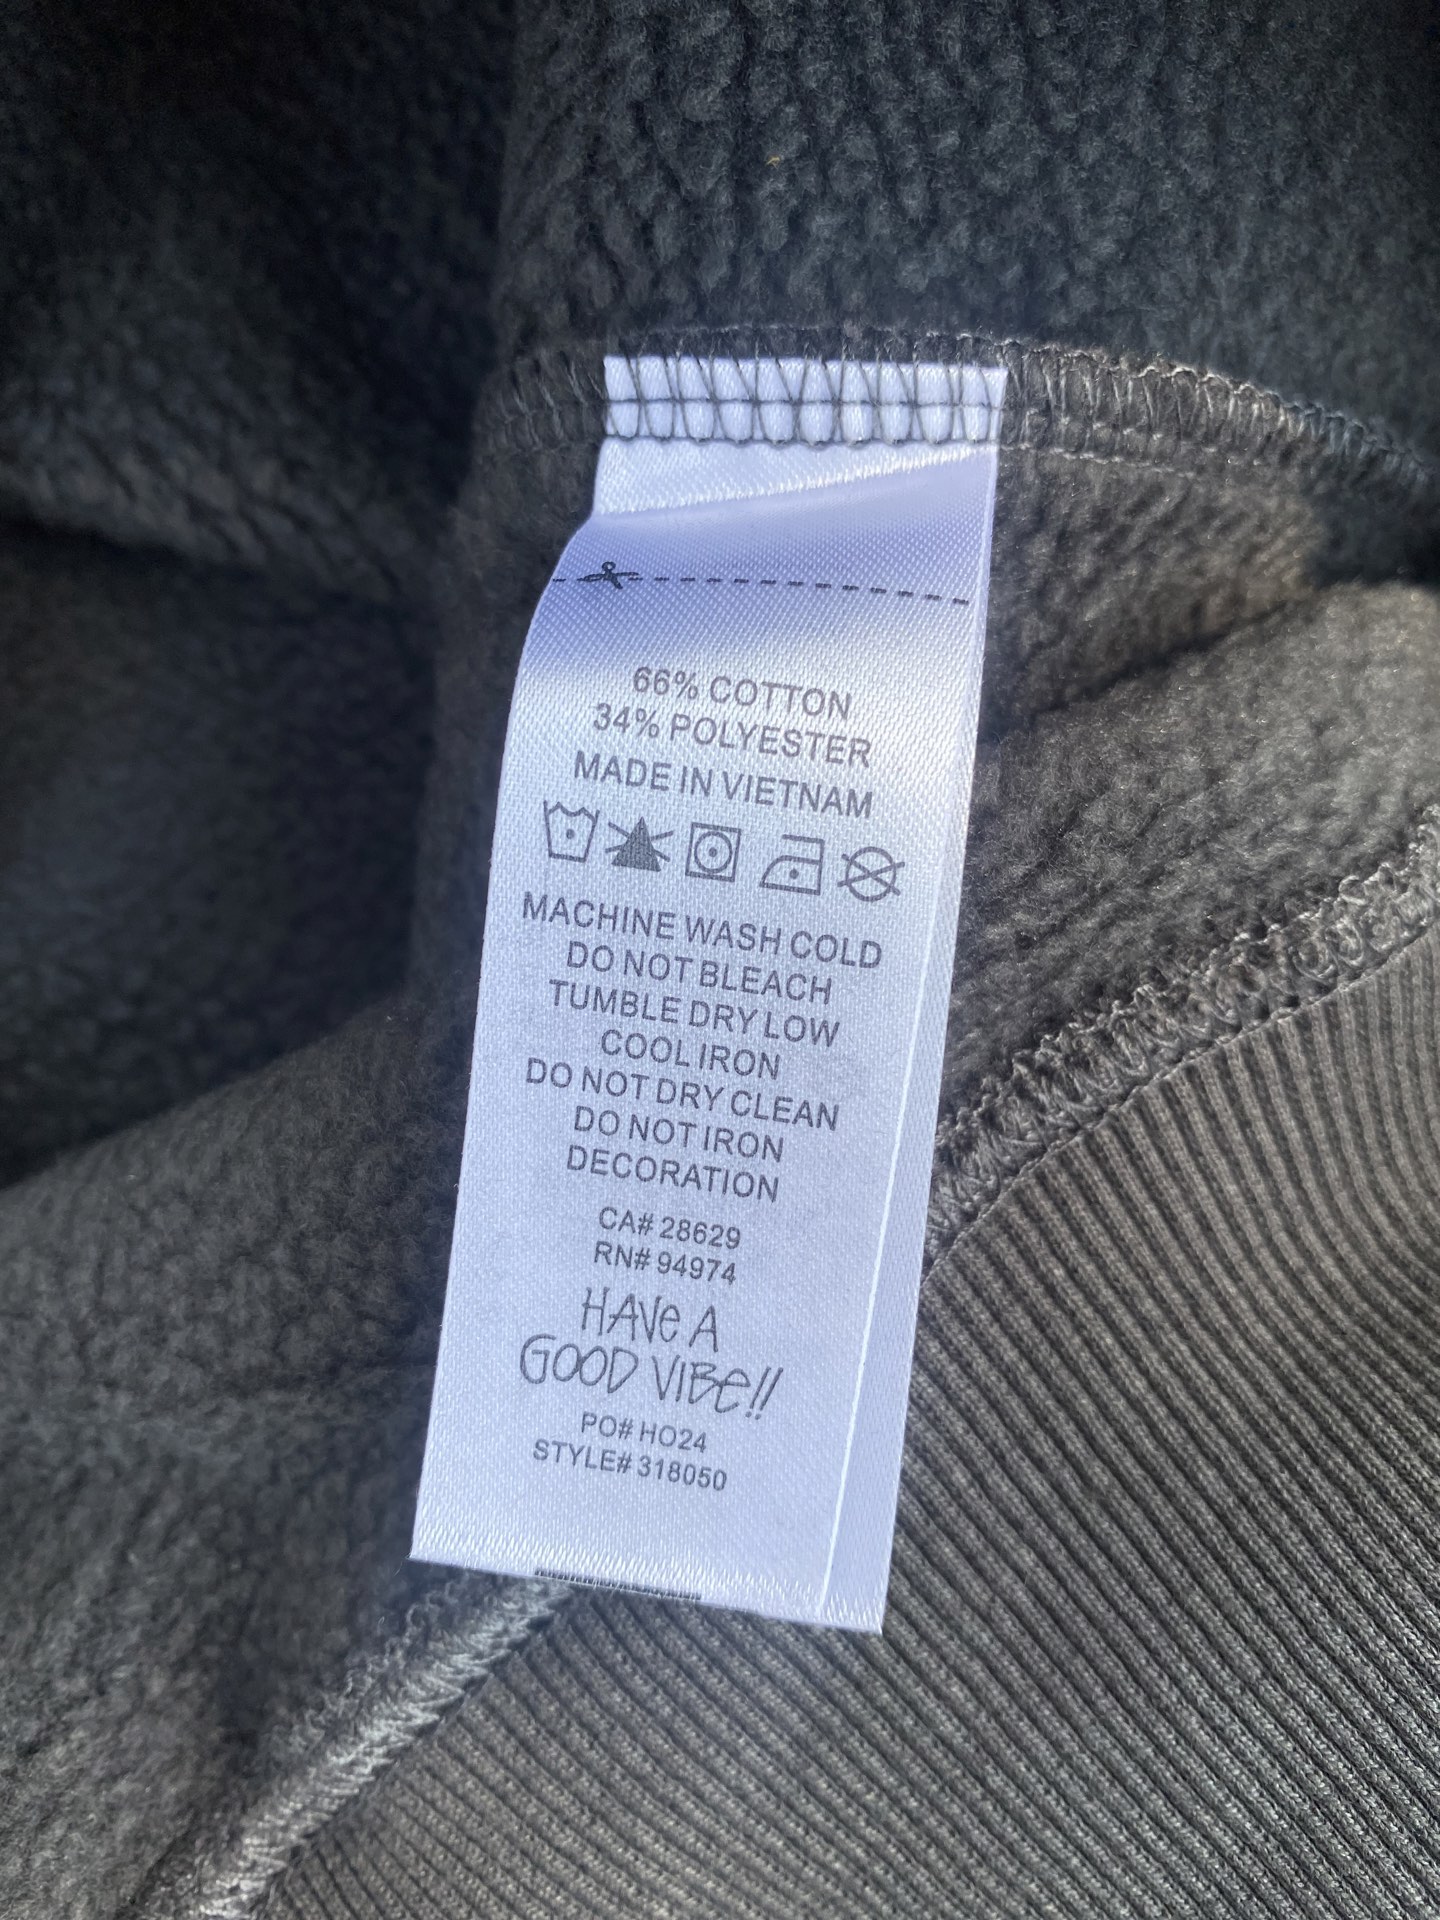 66% COTTON
34% POLYESTER
MADE IN VIETNAM
MACHINE WASH COLD
DO NOT BLEACH
TUMBLE DRY LOW
COOL IRON
DO NOT DRY CLEAN
DO NOT IRON
DECORATION
CA# 28629
RN# 94974
HAVE A
GOOD VIBE!!
PO# HO24
STYLE# 318050